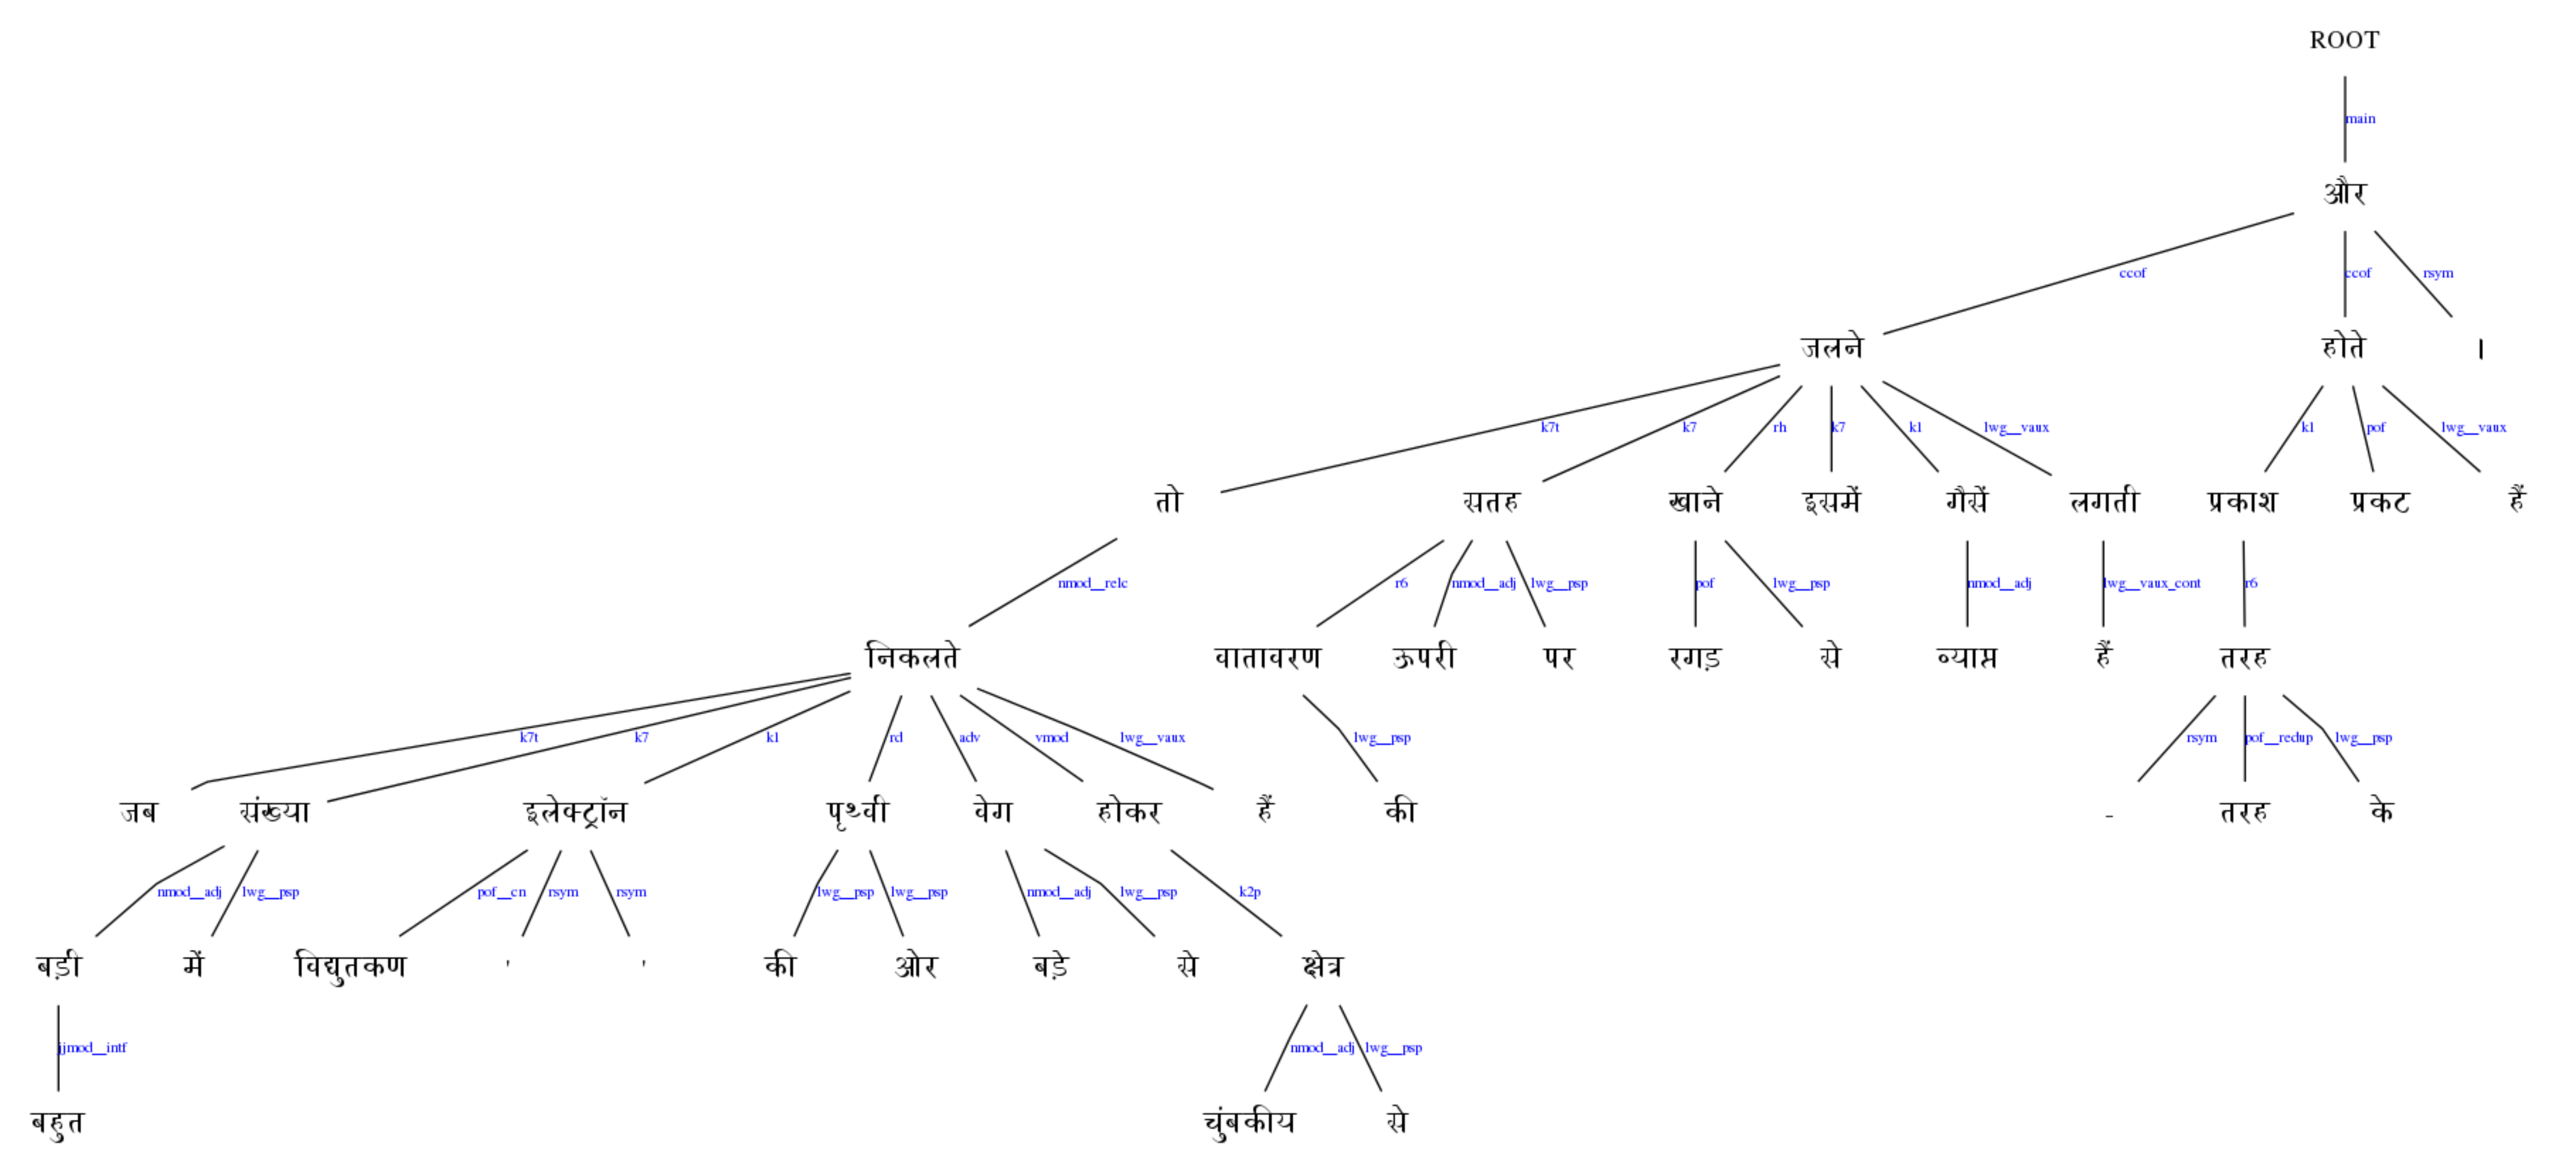 ROOT
main
और
ccof ccof rsym
जलने होते ।
k7t k7 rh k7 k1 lwg__vaux k1 pof lwg__vaux
तो सतह खाने इसमें गैसें लगती प्रकाश प्रकट हैं
nmod__relc r6 nmod__adj lwg__psp pof lwg__psp nmod__adj lwg__vaux_cont r6
निकलते वातावरण ऊपरी पर रगड़ से व्याप्त हैं तरह
k7t k7 k1 rd adv vmod lwg__vaux lwg__psp rsym pof__redup lwg__psp
जब संख्या इलेक्ट्रॉन पृथ्वी वेग होकर हैं की - तरह के
nmod__adj lwg__psp pof__cn rsym rsym lwg__psp lwg__psp nmod__adj lwg__psp k2p
बड़ी में विद्युतकण ' ' की ओर बड़े से क्षेत्र
jjmod__intf nmod__adj lwg__psp
बहुत चुंबकीय से